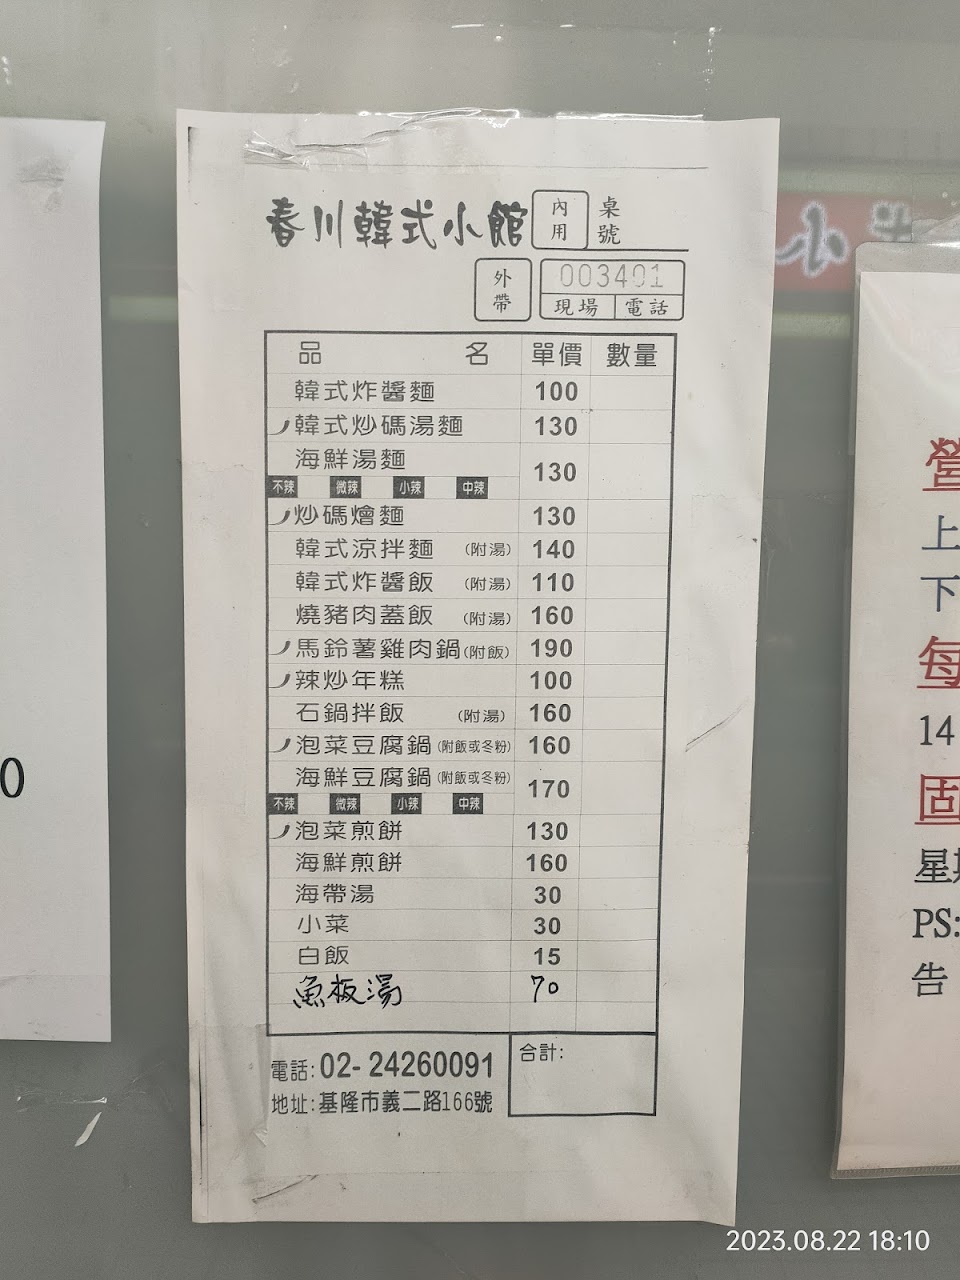 春川韓式小館 內用 桌號
外帶 003401
現場 電話
品名 單價 數量
韓式炸醬麵 100
韓式炒碼湯麵 130
海鮮湯麵 130
不辣 微辣 小辣 中辣
炒碼燴麵 130
韓式涼拌麵 (附湯) 140
韓式炸醬飯 (附湯) 110
燒豬肉蓋飯 (附湯) 160
馬鈴薯雞肉鍋(附飯) 190
辣炒年糕 100
石鍋拌飯 (附湯) 160
泡菜豆腐鍋(附飯或冬粉) 160
海鮮豆腐鍋(附飯或冬粉) 170
不辣 微辣 小辣 中辣
泡菜煎餅 130
海鮮煎餅 160
海帶湯 30
小菜 30
白飯 15
魚板湯 70
合計:
電話:02-24260091
地址:基隆市義二路166號
小
0
營
上
下
每
14
固
星期
PS:
告
2023.08.22 18:10